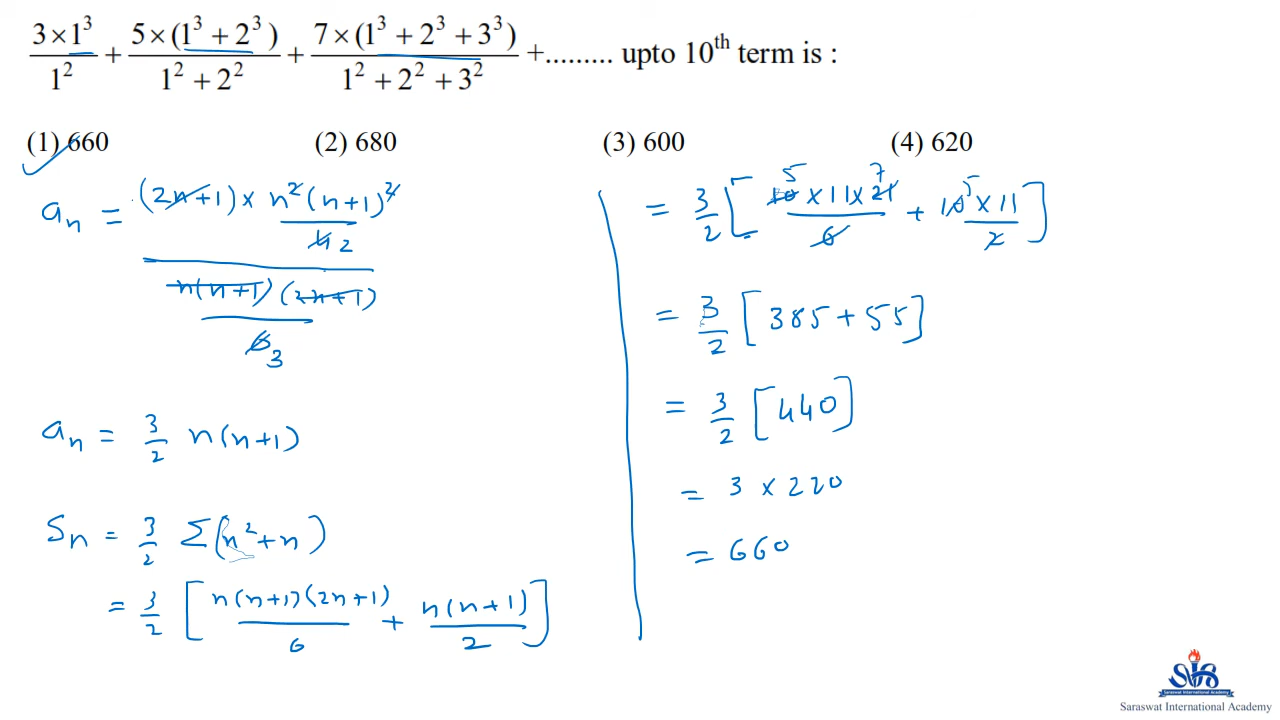 3 × 1³ / 1² + 5 × (1³ + 2³) / 1² + 2² + 7 × (1³ + 2³ + 3³) / 1² + 2² + 3² + ......... upto 10th term is :
(1) 660 (2) 680 (3) 600 (4) 620
aₙ = (2n+1) × n²(n+1)² / 4 2 / n(n+1)(2n+1) / 6 3
aₙ = 3/2 n(n+1)
Sₙ = 3/2 Σ(n²+n)
= 3/2 [ n(n+1)(2n+1) / 6 + n(n+1) / 2 ]
= 3/2 [ 10 5 × 11 × 21 7 / 6 + 10 5 × 11 / 2 ]
= 3/2 [ 385 + 55 ]
= 3/2 [ 440 ]
= 3 × 220
= 660
SIS
Saraswat International Academy